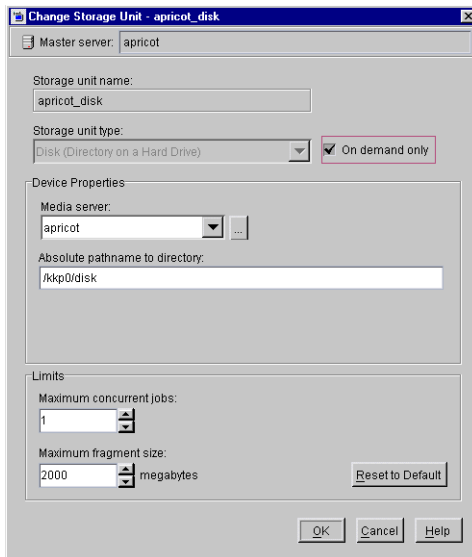 Change Storage Unit - apricot_disk
Master server: apricot
Storage unit name:
apricot_disk
Storage unit type:
Disk (Directory on a Hard Drive)
On demand only
Device Properties
Media server:
apricot
...
Absolute pathname to directory:
/kkp0/disk
Limits
Maximum concurrent jobs:
1
Maximum fragment size:
2000 megabytes
Reset to Default
OK Cancel Help